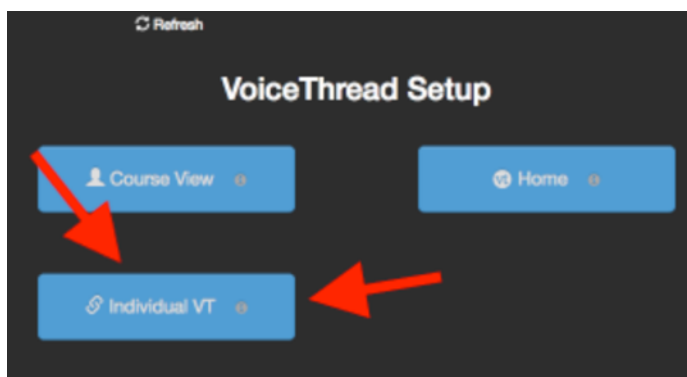 Refresh
VoiceThread Setup
Course View
Home
Individual VT